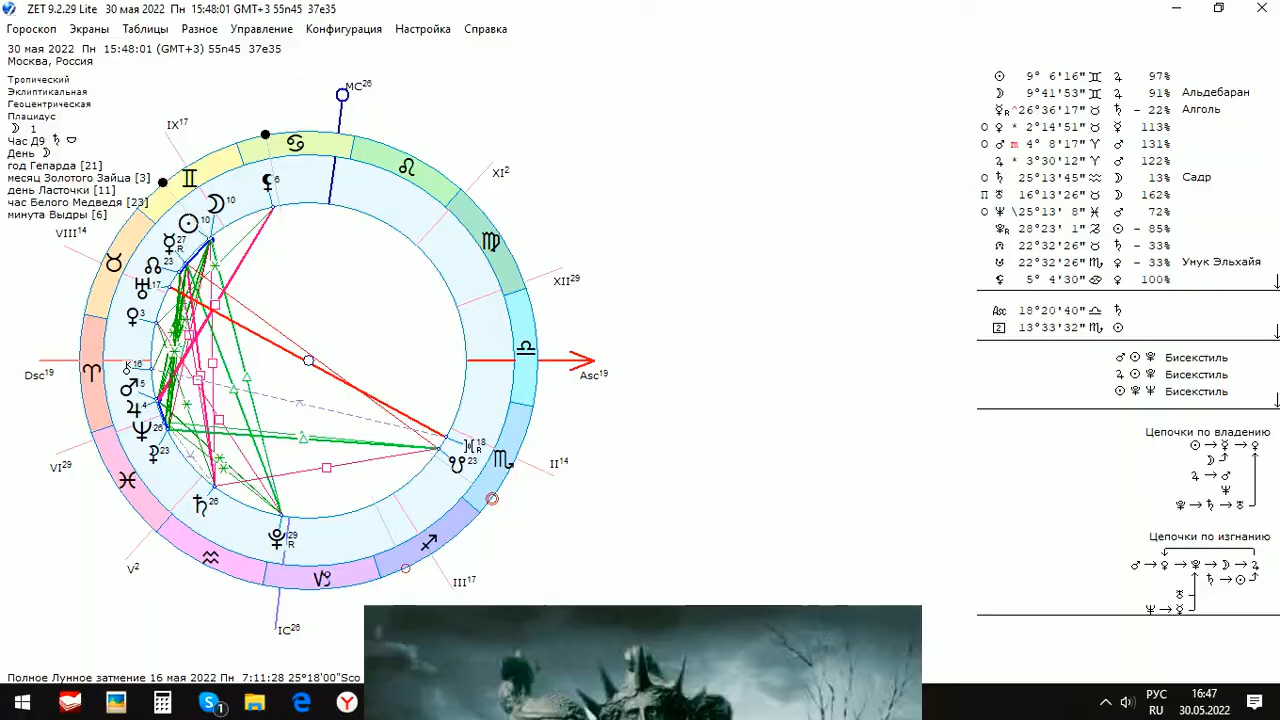 ZET 9.2.29 Lite 30 мая 2022 Пн 15:48:01 GMT+3 55n45 37e35
Гороскоп Экраны Таблицы Разное Управление Конфигурация Настройка Справка
30 мая 2022 Пн 15:48:01 (GMT+3) 55n45 37e35
Москва, Россия
Тропический
Эклиптикальная
Геоцентрическая
Плацидус
☽ 1
Час Д9 ♄
День ☽
год Гепарда [21]
месяц Золотого Зайца [3]
день Ласточки [11]
час Белого Медведя [23]
минута Выдры [6]
MC26
IX17
XI2
VIII14
XII29
Dsc19
Asc19
VI29
II14
V2
III17
IC26
☉ 9° 6'16" ♊ ♃ 97%
☽ 9°41'53" ♊ ♃ 91% Альдебаран
☿R ^26°36'17" ♉ ♄ - 22% Алголь
O ♀ * 2°14'51" ♉ ☿ 113%
O ♂ m 4° 8'17" ♈ ♂ 131%
♃ * 3°30'12" ♈ ♂ 122%
O ♄ 25°13'45" ♒ ☽ 13% Садр
П ♅ 16°13'26" ♉ ☽ 162%
O ♆ \25°13' 8" ♓ ♂ 72%
R 28°23' 1" ♑ ☉ - 85%
☊ 22°32'26" ♉ ♄ - 33%
☋ 22°32'26" ♏ ♀ - 33% Унук Эльхайя
⚸ 5° 4'30" ♋ ♀ 100%
Asc 18°20'40" ♎ ♄
2 13°33'32" ♏ ☉
Бисекстиль
Бисекстиль
Бисекстиль
Цепочки по владению
Цепочки по изгнанию
Полное Лунное затмение 16 мая 2022 Пн 7:11:28 25°18'00"Sco
1
РУС
RU
16:47
30.05.2022